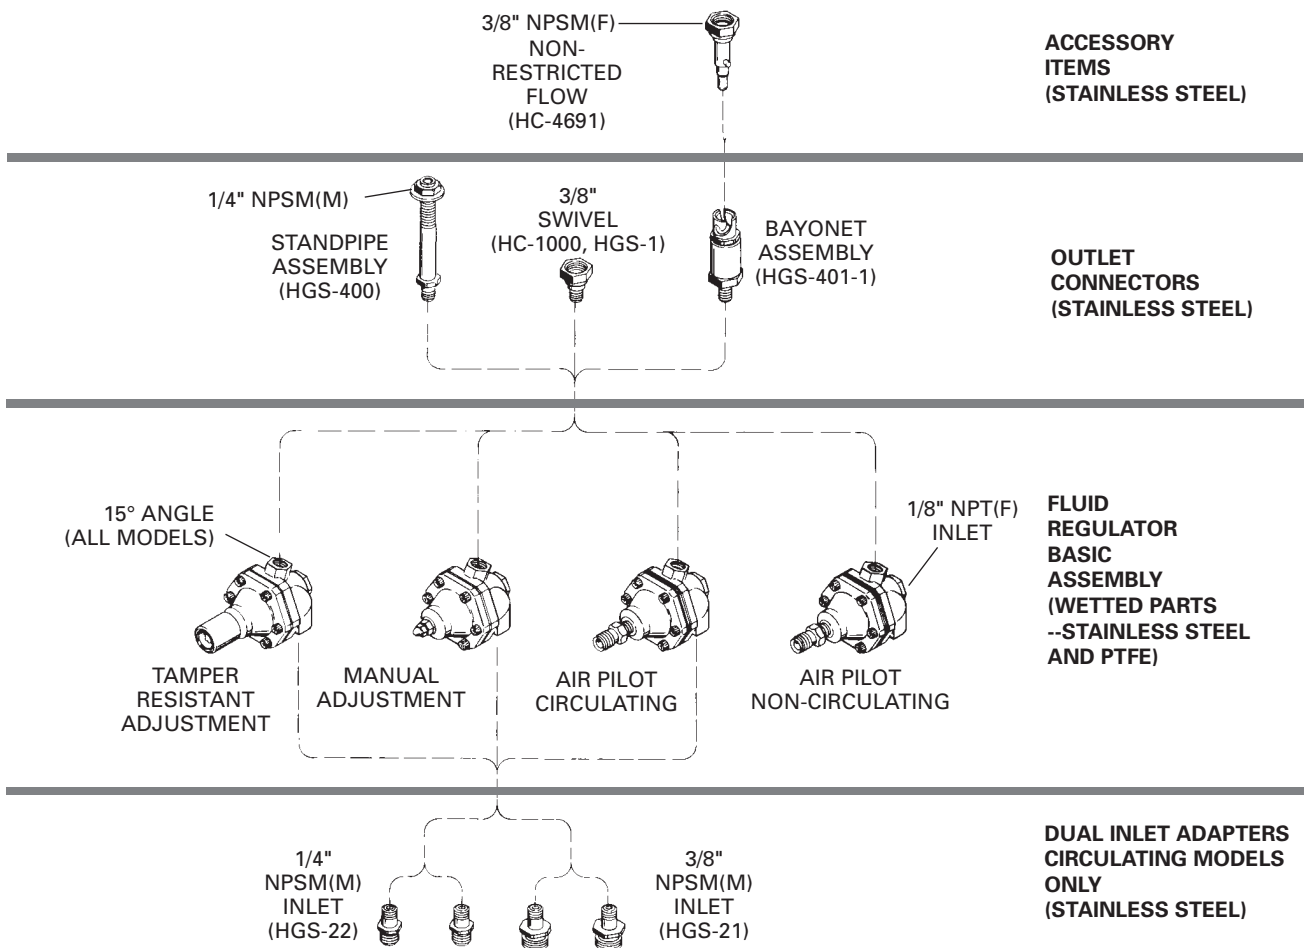 3/8" NPSM(F)
NON-
RESTRICTED
FLOW
(HC-4691)
ACCESSORY
ITEMS
(STAINLESS STEEL)
1/4" NPSM(M)
STANDPIPE
ASSEMBLY
(HGS-400)
3/8"
SWIVEL
(HC-1000, HGS-1)
BAYONET
ASSEMBLY
(HGS-401-1)
OUTLET
CONNECTORS
(STAINLESS STEEL)
15° ANGLE
(ALL MODELS)
1/8" NPT(F)
INLET
TAMPER
RESISTANT
ADJUSTMENT
MANUAL
ADJUSTMENT
AIR PILOT
CIRCULATING
AIR PILOT
NON-CIRCULATING
FLUID
REGULATOR
BASIC
ASSEMBLY
(WETTED PARTS
--STAINLESS STEEL
AND PTFE)
1/4"
NPSM(M)
INLET
(HGS-22)
3/8"
NPSM(M)
INLET
(HGS-21)
DUAL INLET ADAPTERS
CIRCULATING MODELS
ONLY
(STAINLESS STEEL)